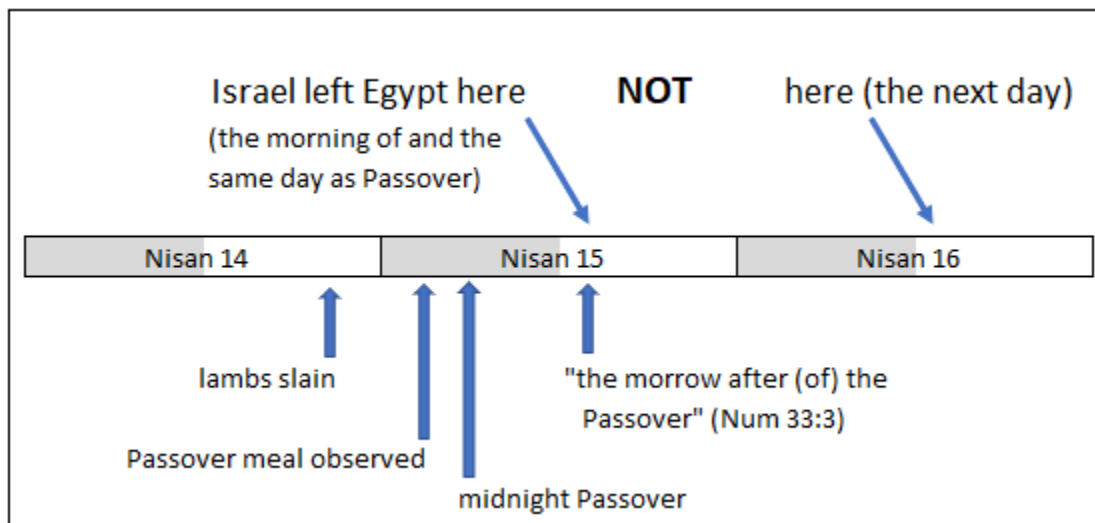 Israel left Egypt here NOT here (the next day)
(the morning of and the
same day as Passover)
Nisan 14 Nisan 15 Nisan 16
lambs slain
"the morrow after (of) the
Passover" (Num 33:3)
Passover meal observed
midnight Passover